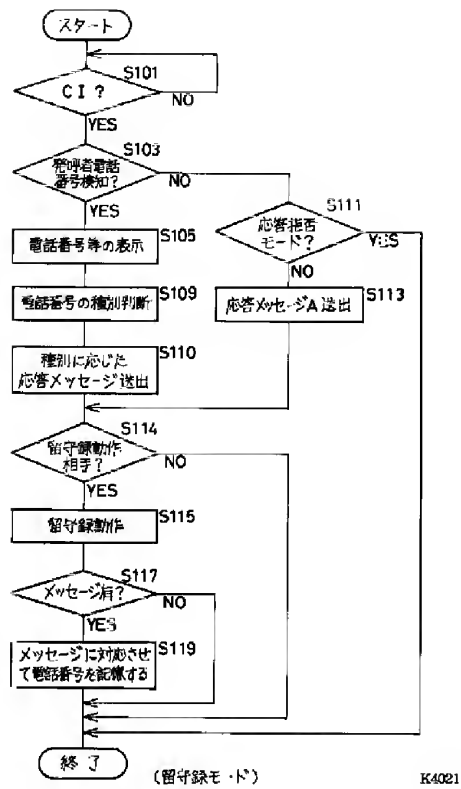 スタート
S101
CI?
NO
YES
S103
発呼者電話
番号検知?
NO
YES
S105
電話番号等の表示
S111
応答拒否
モード?
YES
NO
S109
電話番号の種別判断
S113
応答メッセージA送出
S110
種別に応じた
応答メッセージ送出
S114
留守録動作
相手?
NO
YES
S115
留守録動作
S117
メッセージ有?
NO
YES
S119
メッセージに対応させ
て電話番号を記憶する
終了
(留守録モード)
K4021